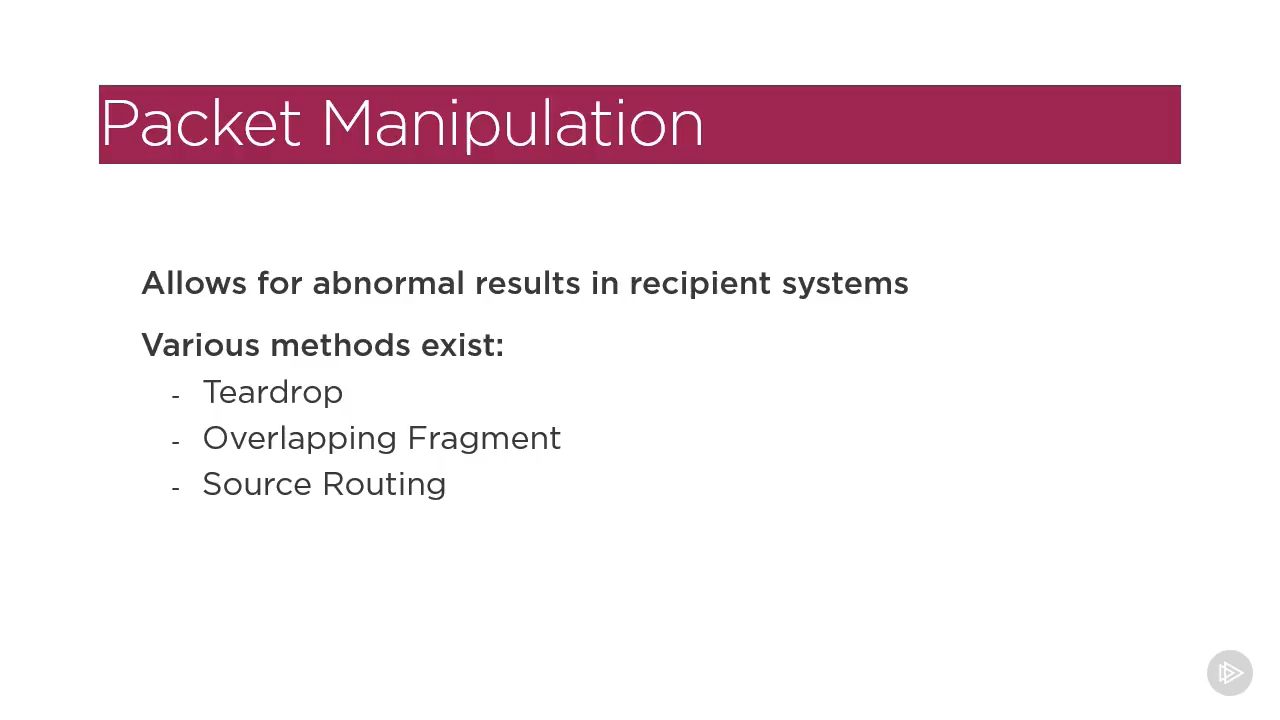 Packet Manipulation
Allows for abnormal results in recipient systems
Various methods exist:
- Teardrop
- Overlapping Fragment
- Source Routing